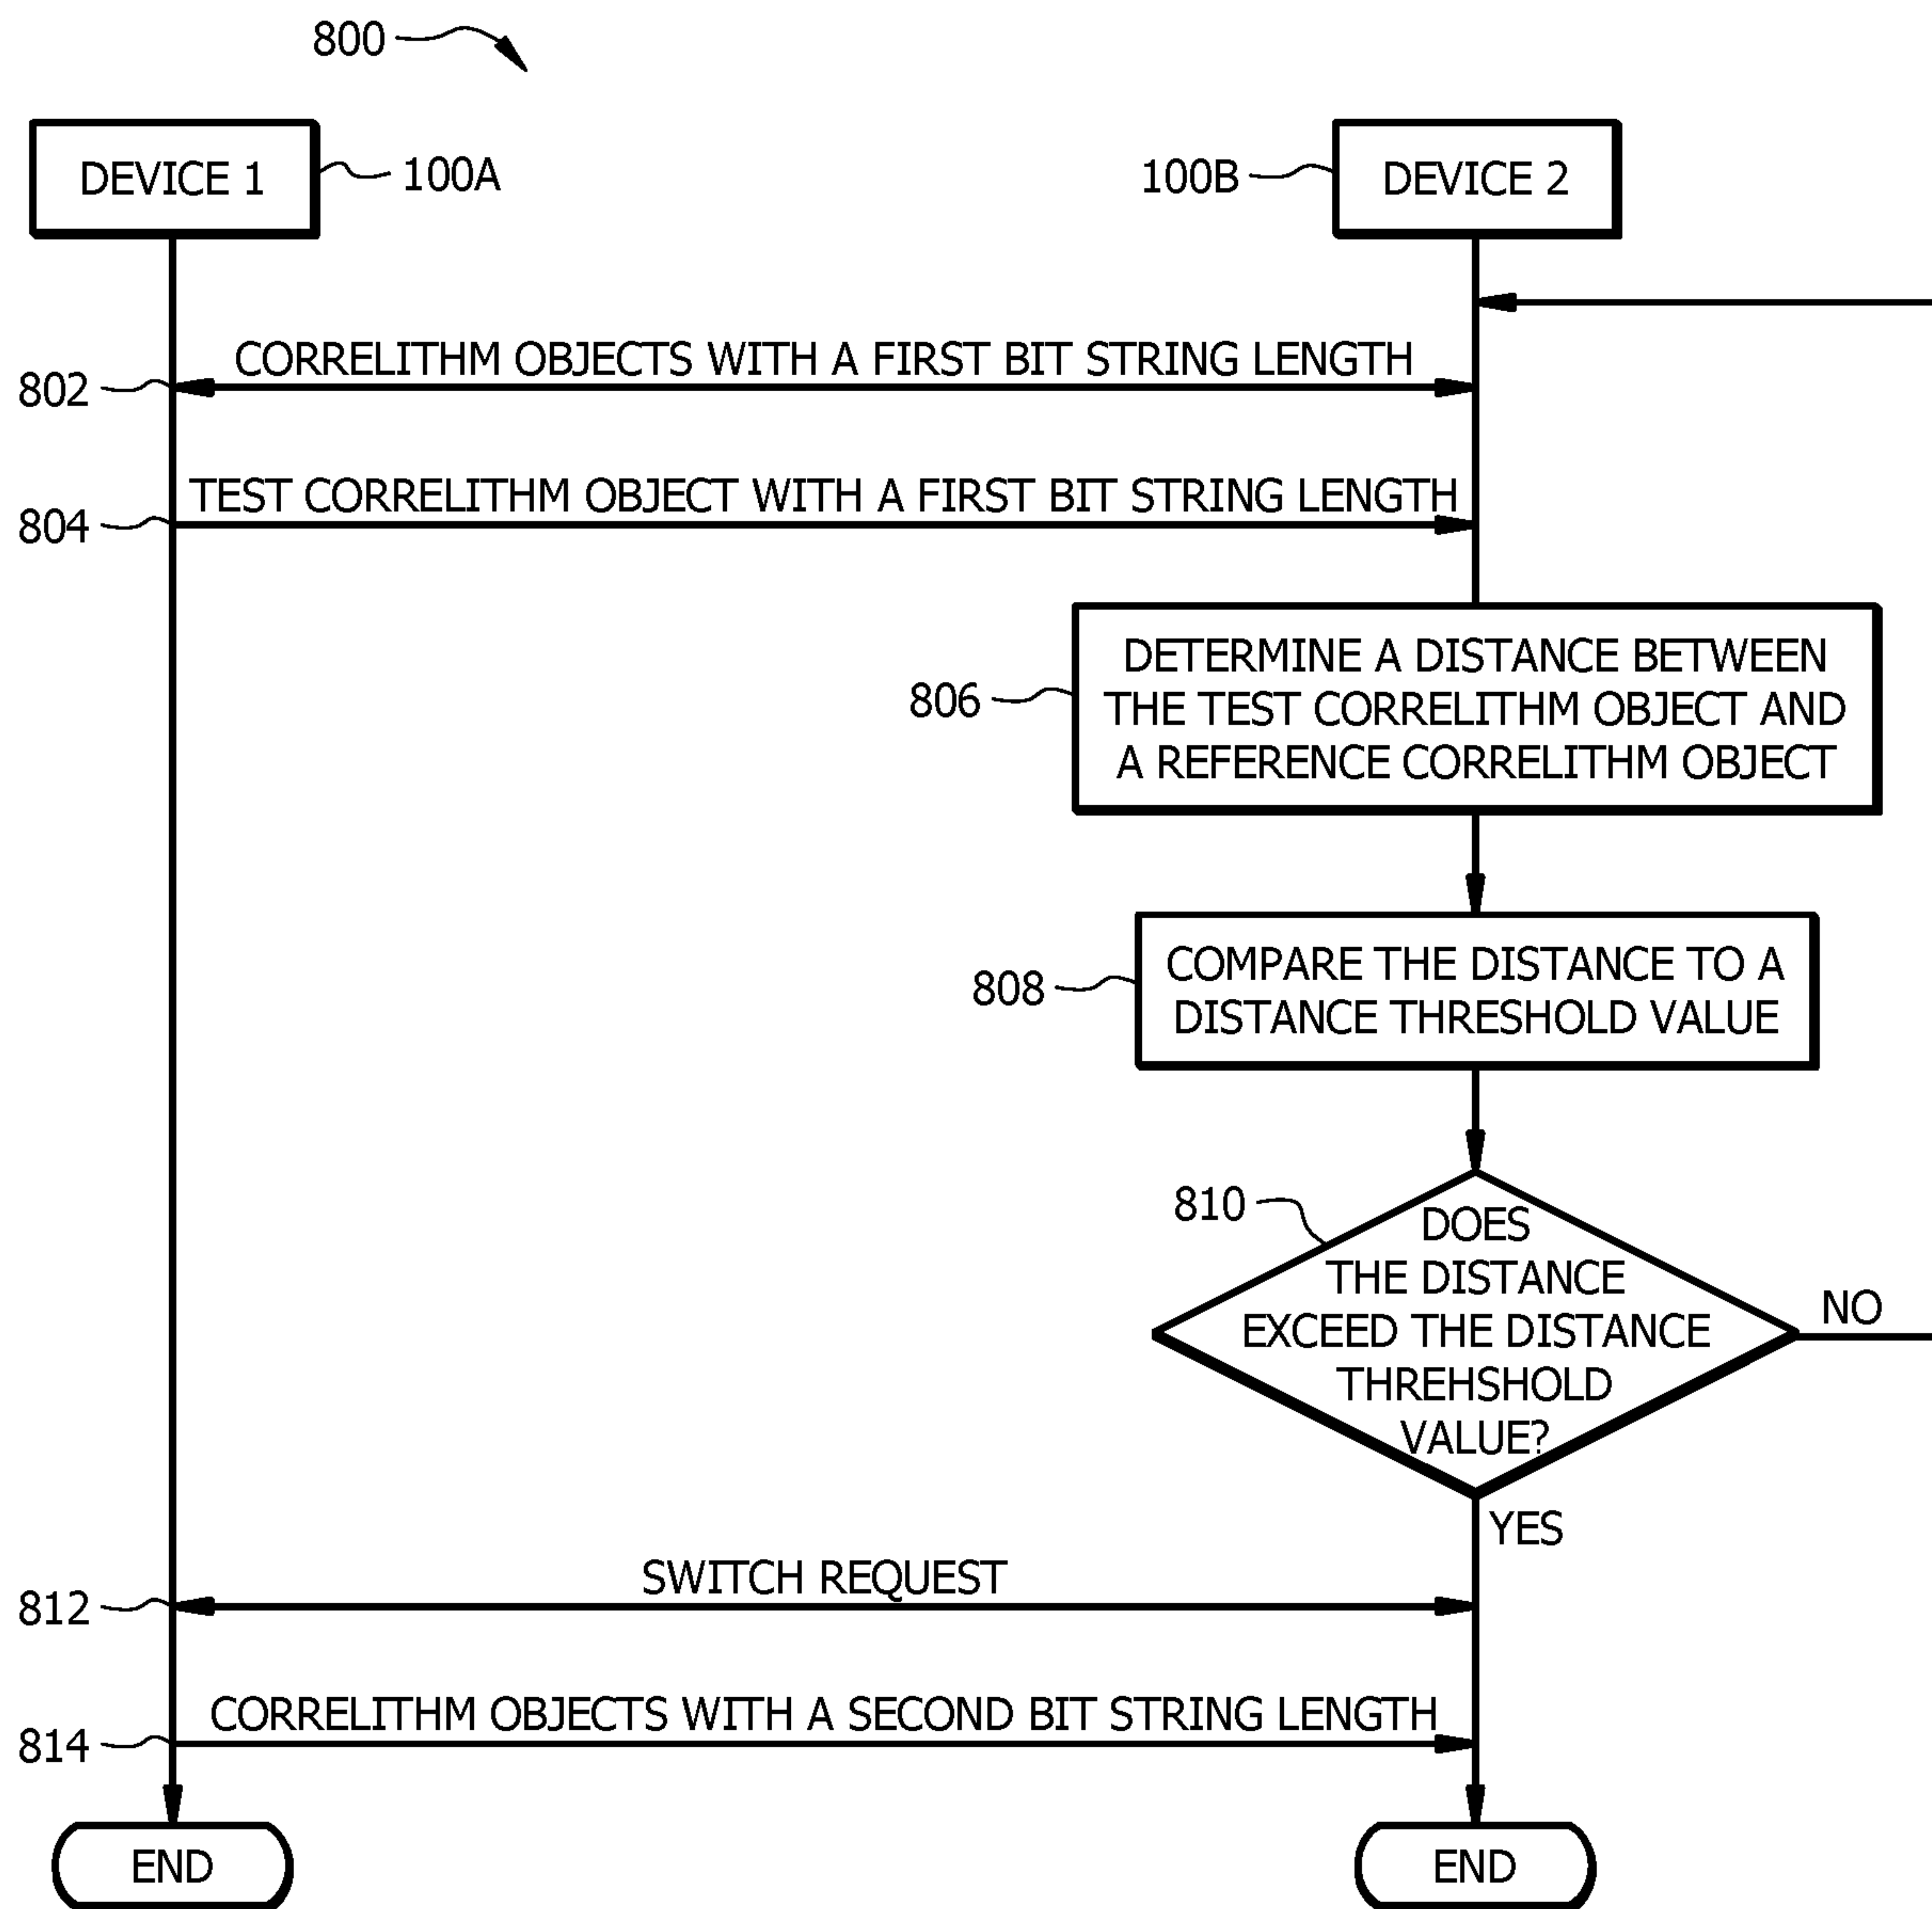 800
DEVICE 1
100A
100B
DEVICE 2
CORRELITHM OBJECTS WITH A FIRST BIT STRING LENGTH
802
TEST CORRELITHM OBJECT WITH A FIRST BIT STRING LENGTH
804
DETERMINE A DISTANCE BETWEEN
THE TEST CORRELITHM OBJECT AND
A REFERENCE CORRELITHM OBJECT
806
COMPARE THE DISTANCE TO A
DISTANCE THRESHOLD VALUE
808
810
DOES
THE DISTANCE
EXCEED THE DISTANCE
THREHSHOLD
VALUE?
NO
YES
SWITCH REQUEST
812
CORRELITHM OBJECTS WITH A SECOND BIT STRING LENGTH
814
END
END